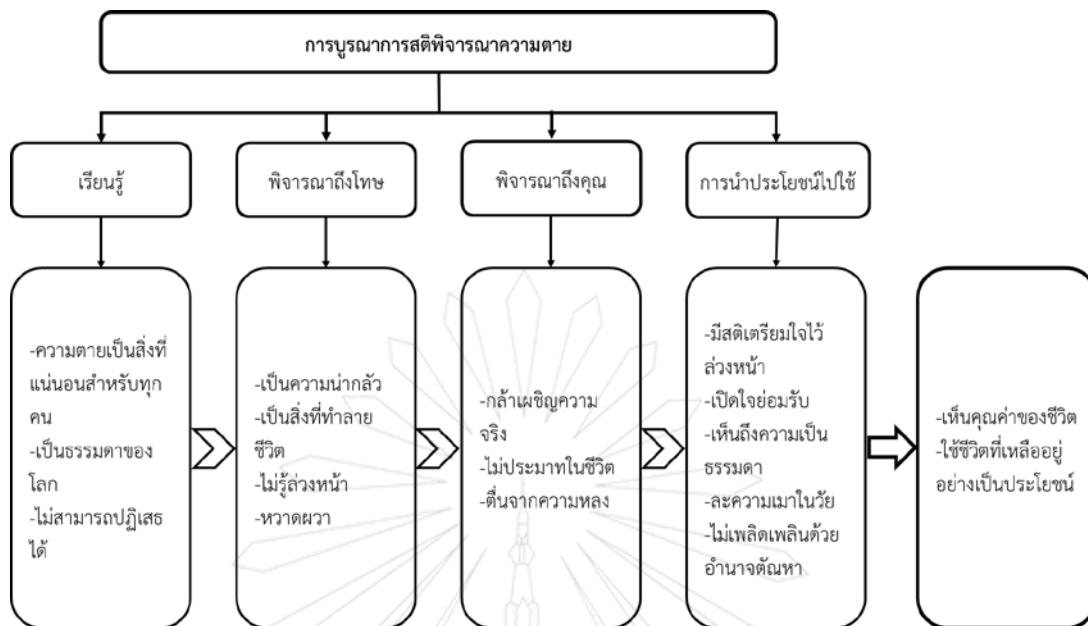 การบูรณาการสติพิจารณาความตาย
เรียนรู้
พิจารณาถึงโทษ
พิจารณาถึงคุณ
การนำประโยชน์ไปใช้
-ความตายเป็นสิ่งที่
แน่นอนสำหรับทุก
คน
-เป็นธรรมดาของ
โลก
-ไม่สามารถปฏิเสธ
ได้
-เป็นความน่ากลัว
-เป็นสิ่งที่ทำลาย
ชีวิต
-ไม่รู้ล่วงหน้า
-หวาดผวา
-กล้าเผชิญความ
จริง
-ไม่ประมาทในชีวิต
-ตื่นจากความหลง
-มีสติเตรียมใจไว้
ล่วงหน้า
-เปิดใจยอมรับ
-เห็นถึงความเป็น
ธรรมดา
-ละความเมาในวัย
-ไม่เพลิดเพลินด้วย
อำนาจตัณหา
-เห็นคุณค่าของชีวิต
-ใช้ชีวิตที่เหลืออยู่
อย่างเป็นประโยชน์